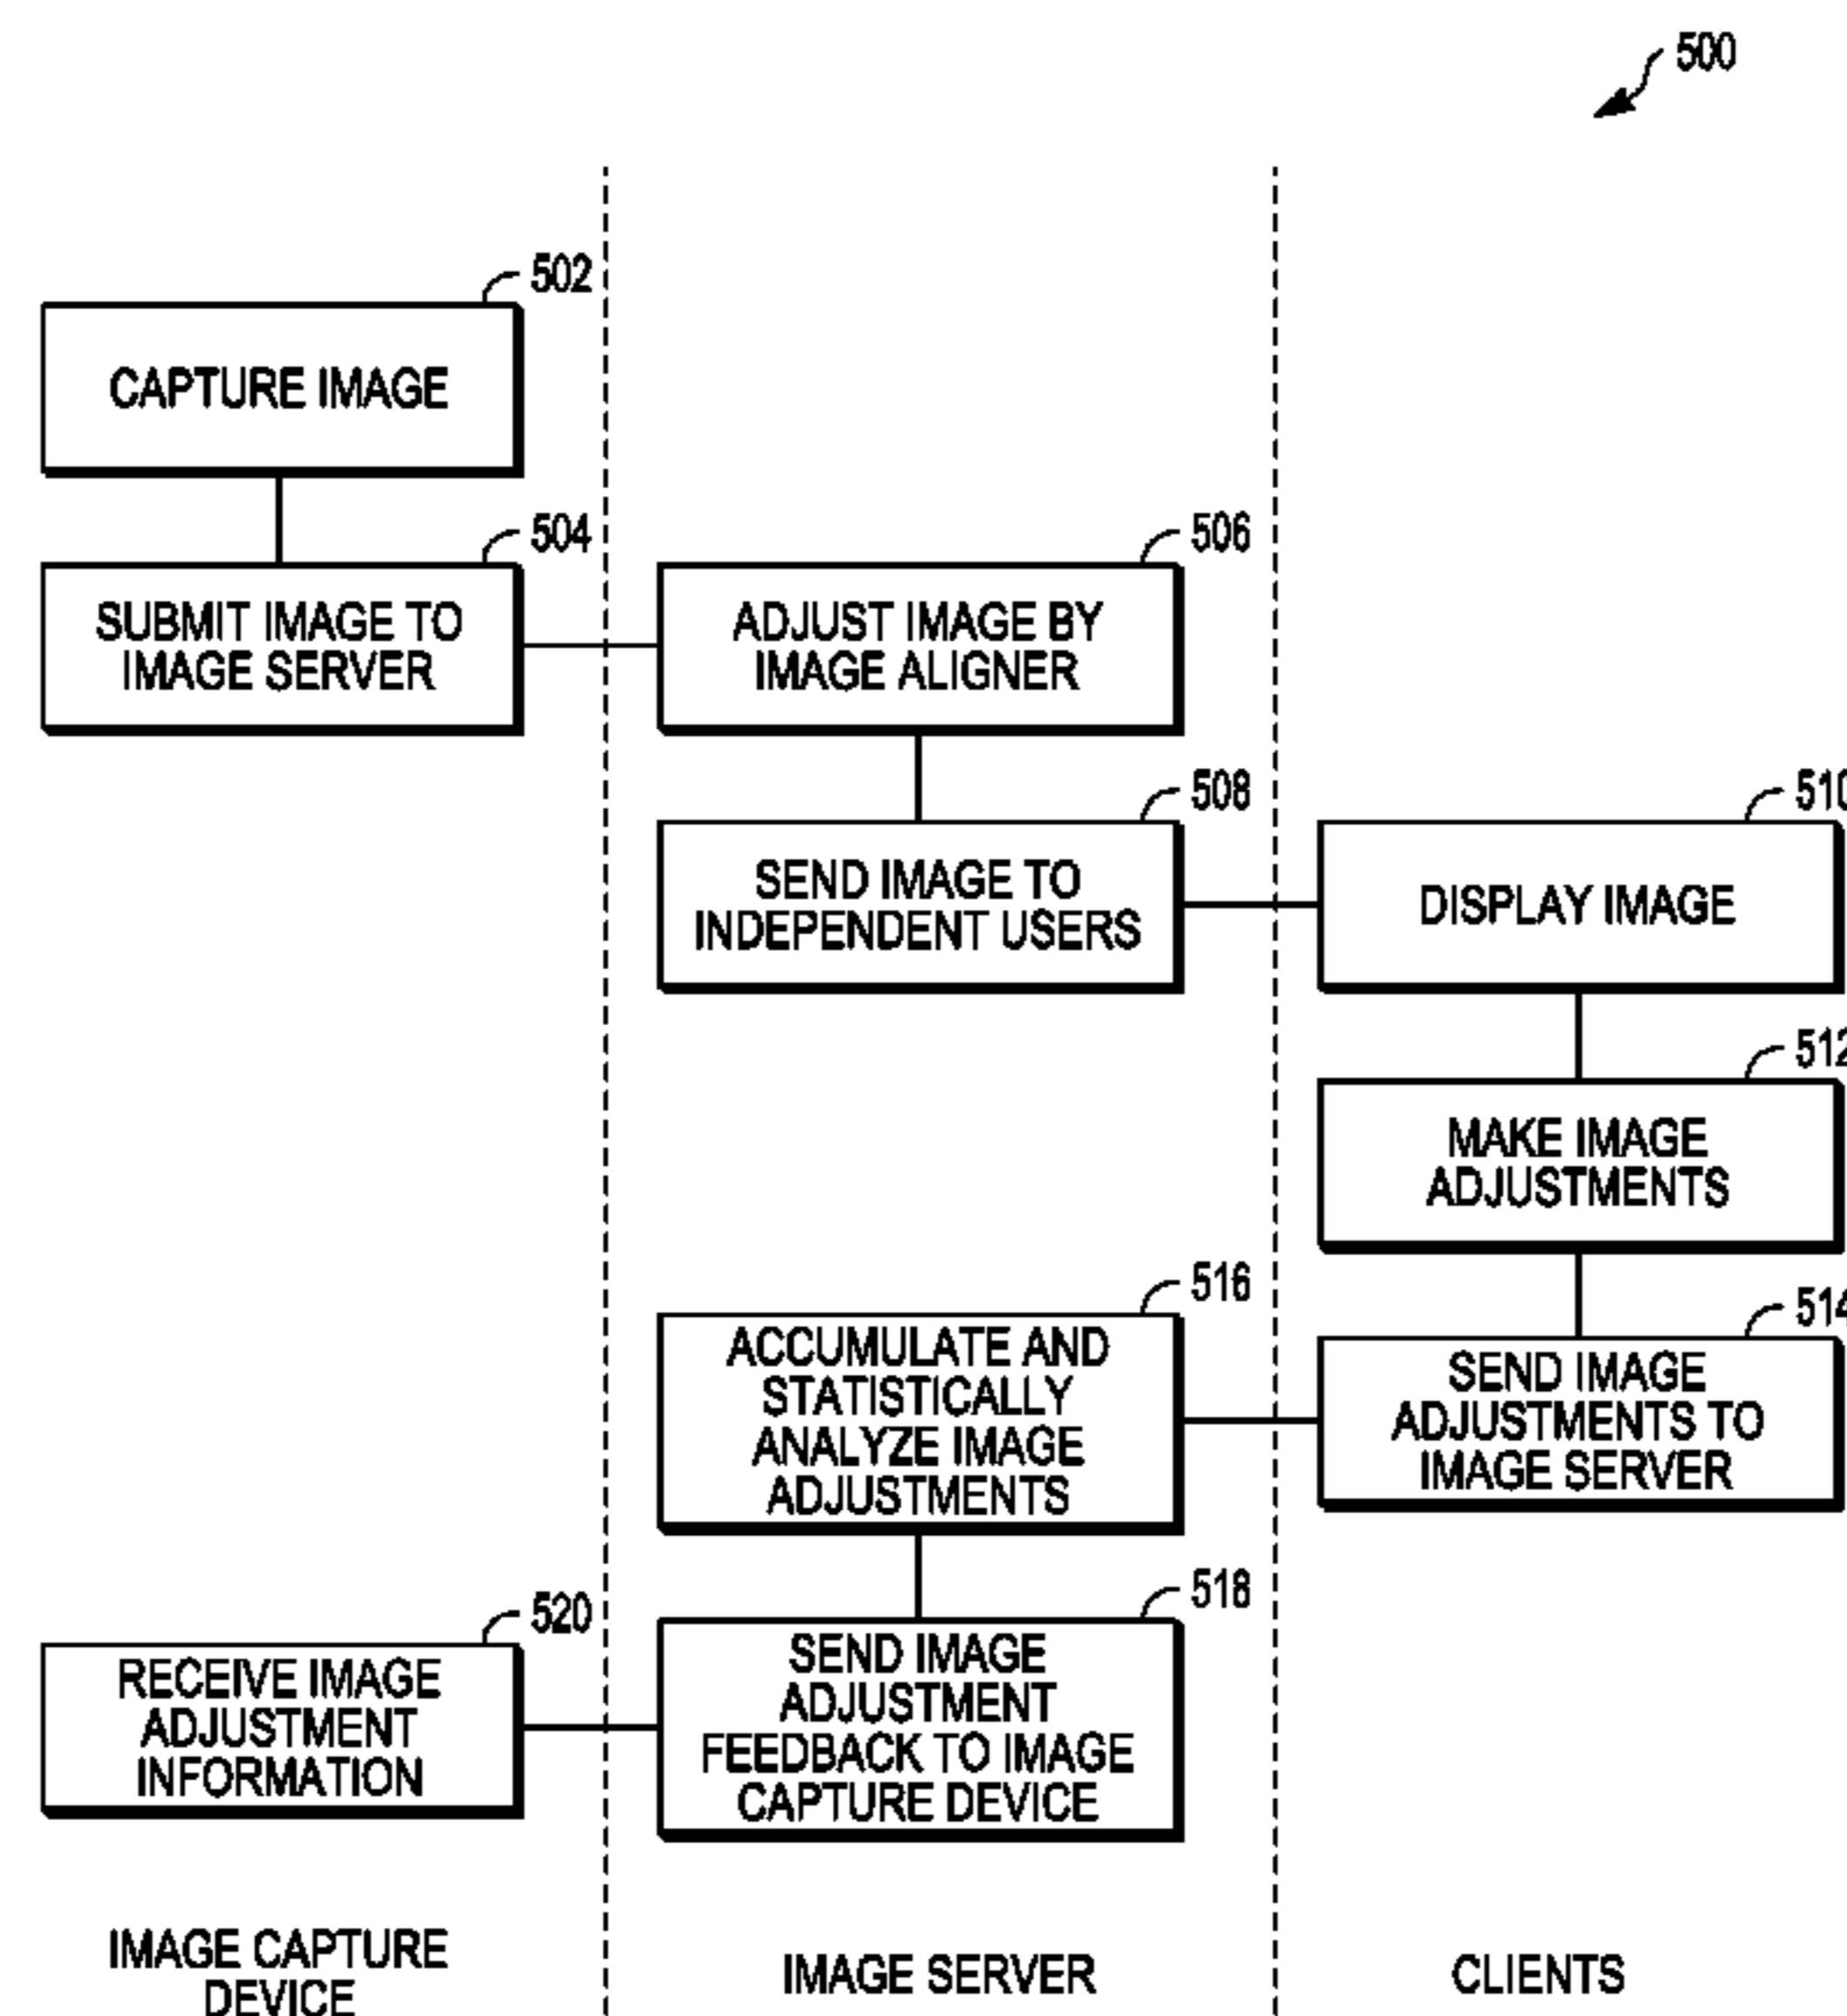 500
502
CAPTURE IMAGE
504
SUBMIT IMAGE TO
IMAGE SERVER
506
ADJUST IMAGE BY
IMAGE ALIGNER
508
SEND IMAGE TO
INDEPENDENT USERS
510
DISPLAY IMAGE
512
MAKE IMAGE
ADJUSTMENTS
514
SEND IMAGE
ADJUSTMENTS TO
IMAGE SERVER
516
ACCUMULATE AND
STATISTICALLY
ANALYZE IMAGE
ADJUSTMENTS
518
SEND IMAGE
ADJUSTMENT
FEEDBACK TO IMAGE
CAPTURE DEVICE
520
RECEIVE IMAGE
ADJUSTMENT
INFORMATION
IMAGE CAPTURE
DEVICE
IMAGE SERVER
CLIENTS